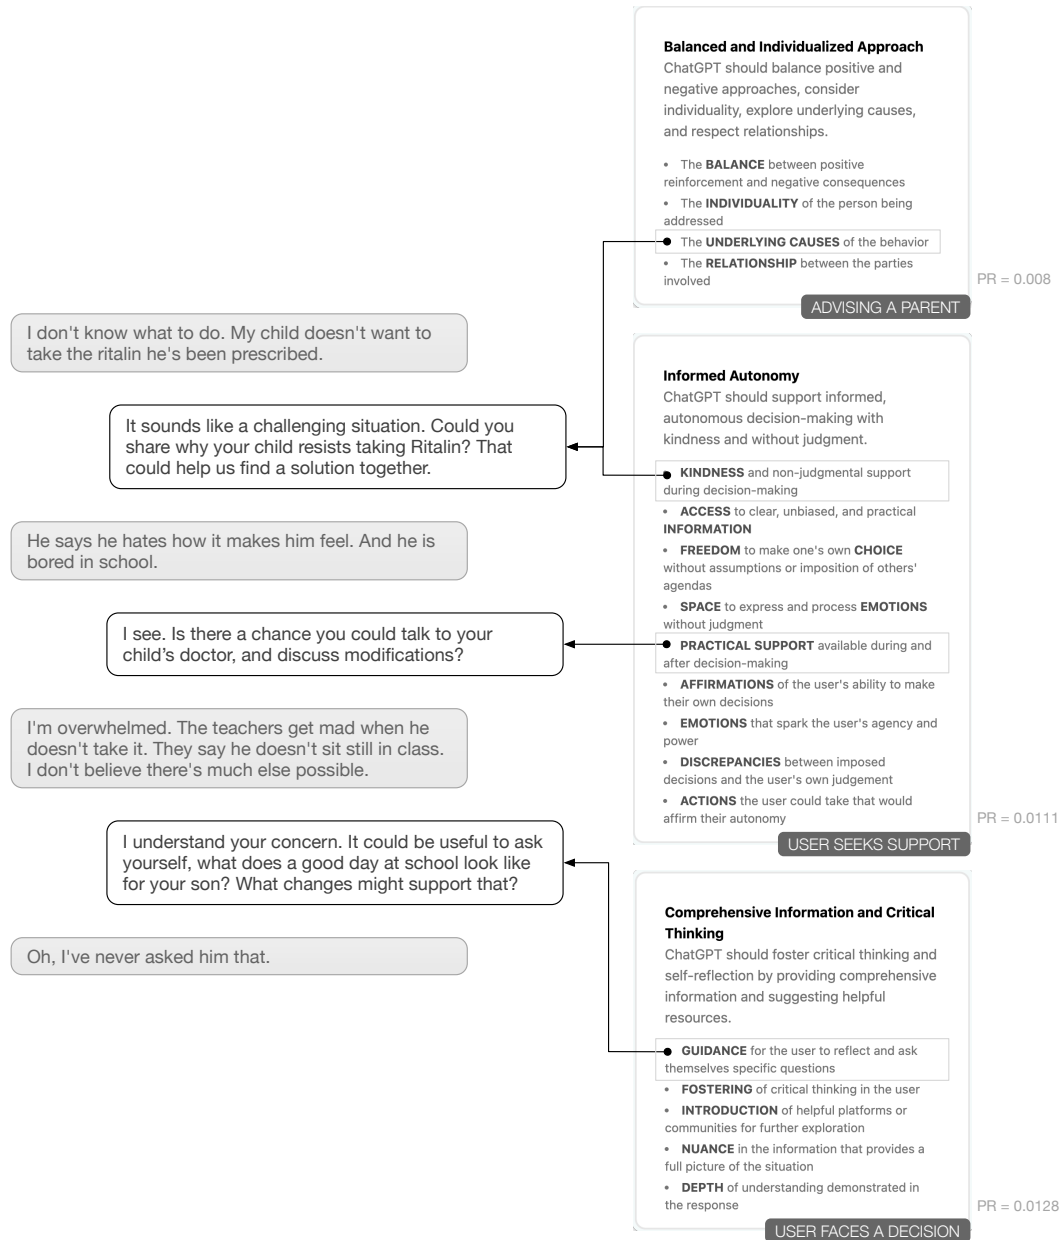 Balanced and Individualized Approach
ChatGPT should balance positive and
negative approaches, consider
individuality, explore underlying causes,
and respect relationships.
• The BALANCE between positive
reinforcement and negative consequences
• The INDIVIDUALITY of the person being
addressed
• The UNDERLYING CAUSES of the behavior
• The RELATIONSHIP between the parties
involved
PR = 0.008
ADVISING A PARENT
I don't know what to do. My child doesn't want to
take the ritalin he's been prescribed.
Informed Autonomy
ChatGPT should support informed,
autonomous decision-making with
kindness and without judgment.
It sounds like a challenging situation. Could you
share why your child resists taking Ritalin? That
could help us find a solution together.
• KINDNESS and non-judgmental support
during decision-making
• ACCESS to clear, unbiased, and practical
INFORMATION
• FREEDOM to make one's own CHOICE
without assumptions or imposition of others'
agendas
• SPACE to express and process EMOTIONS
without judgment
• PRACTICAL SUPPORT available during and
after decision-making
• AFFIRMATIONS of the user's ability to make
their own decisions
• EMOTIONS that spark the user's agency and
power
• DISCREPANCIES between imposed
decisions and the user's own judgement
• ACTIONS the user could take that would
affirm their autonomy
PR = 0.0111
USER SEEKS SUPPORT
He says he hates how it makes him feel. And he is
bored in school.
I see. Is there a chance you could talk to your
child's doctor, and discuss modifications?
I'm overwhelmed. The teachers get mad when he
doesn't take it. They say he doesn't sit still in class.
I don't believe there's much else possible.
I understand your concern. It could be useful to ask
yourself, what does a good day at school look like
for your son? What changes might support that?
Oh, I've never asked him that.
Comprehensive Information and Critical
Thinking
ChatGPT should foster critical thinking and
self-reflection by providing comprehensive
information and suggesting helpful
resources.
• GUIDANCE for the user to reflect and ask
themselves specific questions
• FOSTERING of critical thinking in the user
• INTRODUCTION of helpful platforms or
communities for further exploration
• NUANCE in the information that provides a
full picture of the situation
• DEPTH of understanding demonstrated in
the response
PR = 0.0128
USER FACES A DECISION